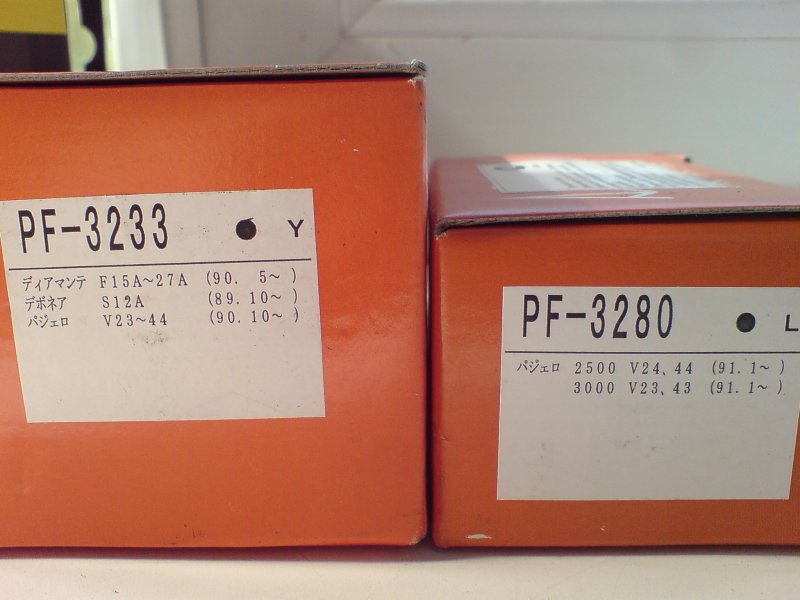 PF-3233 ● Y
ディアマンテ F15A～27A (90. 5～ )
デボネア S12A (89.10～ )
パジェロ V23～44 (90.10～ )
PF-3280 ● L
パジェロ 2500 V24、44 (91.1～ )
3000 V23、43 (91.1～ )